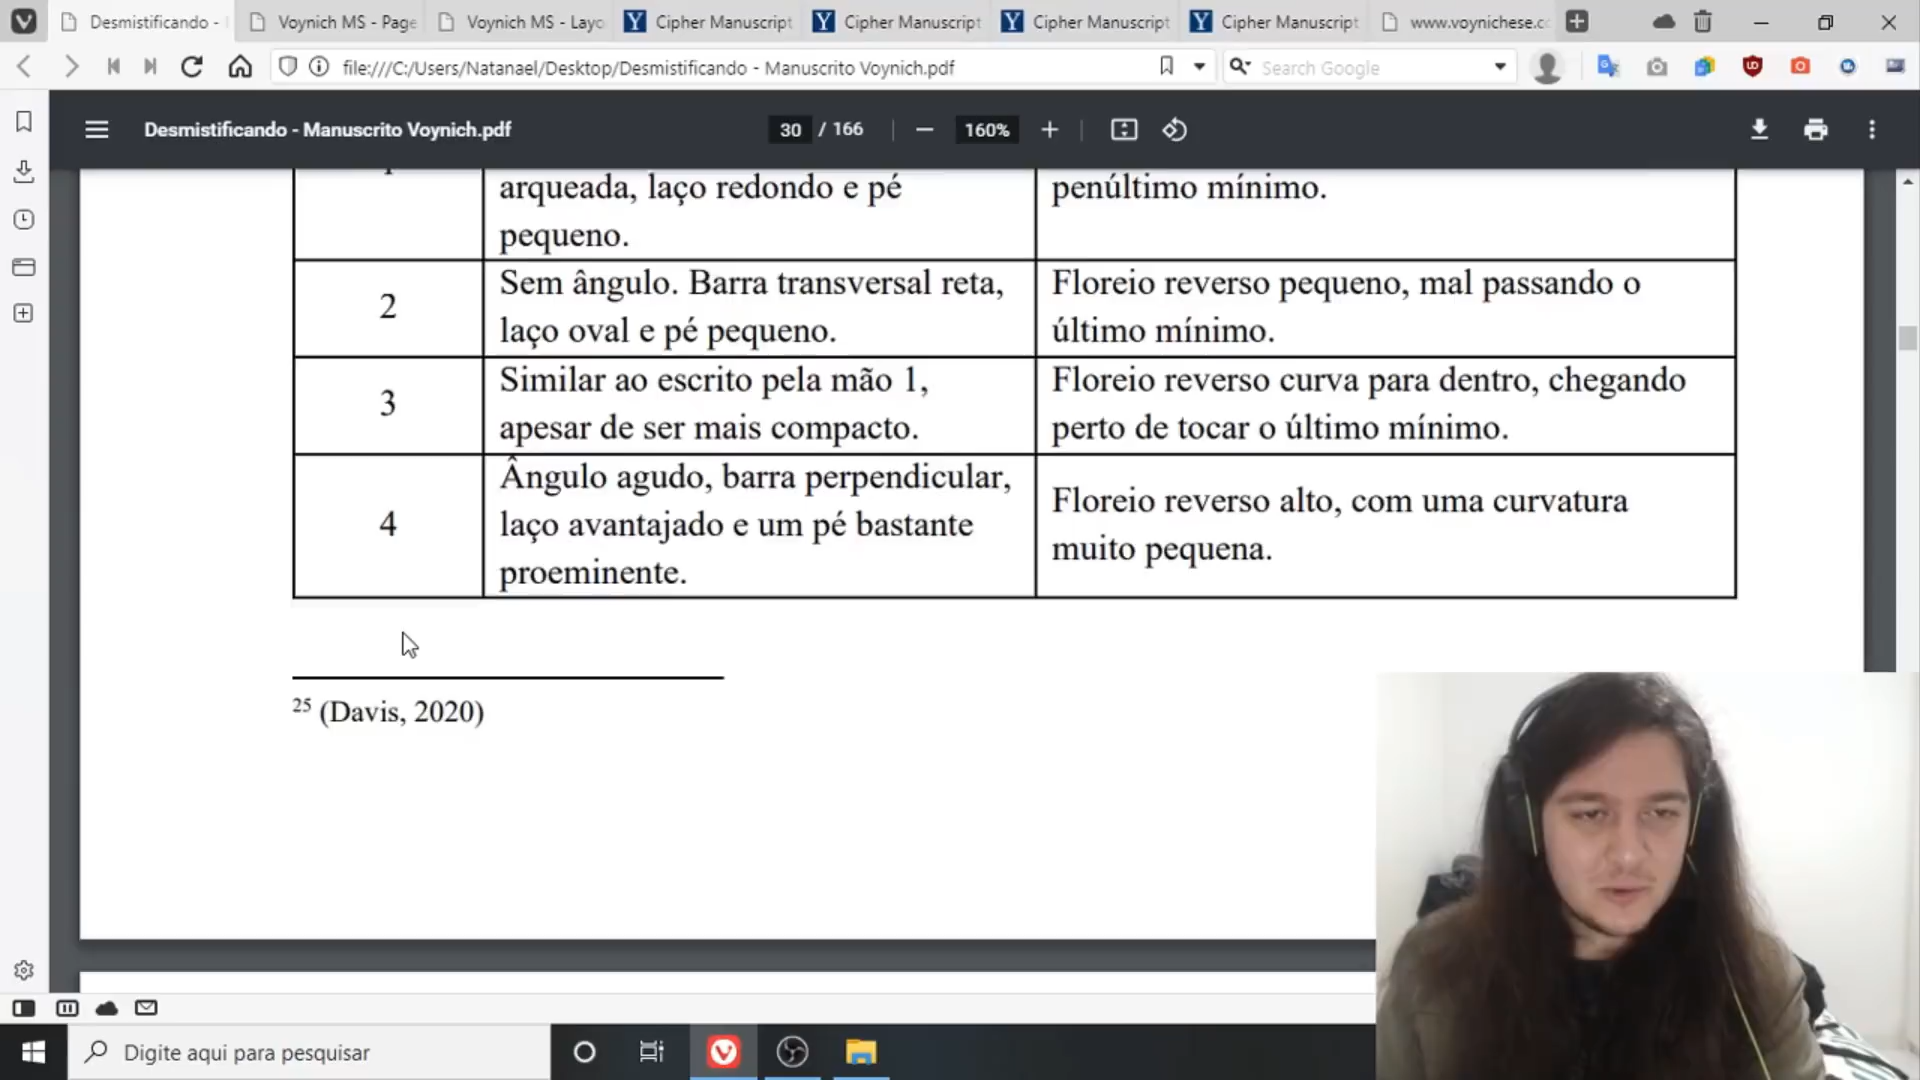 Desmistificando -
Voynich MS - Page
Voynich MS - Layo
Y Cipher Manuscript
Y Cipher Manuscript
Y Cipher Manuscript
Y Cipher Manuscript
www.voynichese.co
file:///C:/Users/Natanael/Desktop/Desmistificando - Manuscrito Voynich.pdf
Search Google
Desmistificando - Manuscrito Voynich.pdf
30 / 166
160%
arqueada, laço redondo e pé
pequeno.
penúltimo mínimo.
2
Sem ângulo. Barra transversal reta,
laço oval e pé pequeno.
Floreio reverso pequeno, mal passando o
último mínimo.
3
Similar ao escrito pela mão 1,
apesar de ser mais compacto.
Floreio reverso curva para dentro, chegando
perto de tocar o último mínimo.
4
Ângulo agudo, barra perpendicular,
laço avantajado e um pé bastante
proeminente.
Floreio reverso alto, com uma curvatura
muito pequena.
25 (Davis, 2020)
Digite aqui para pesquisar